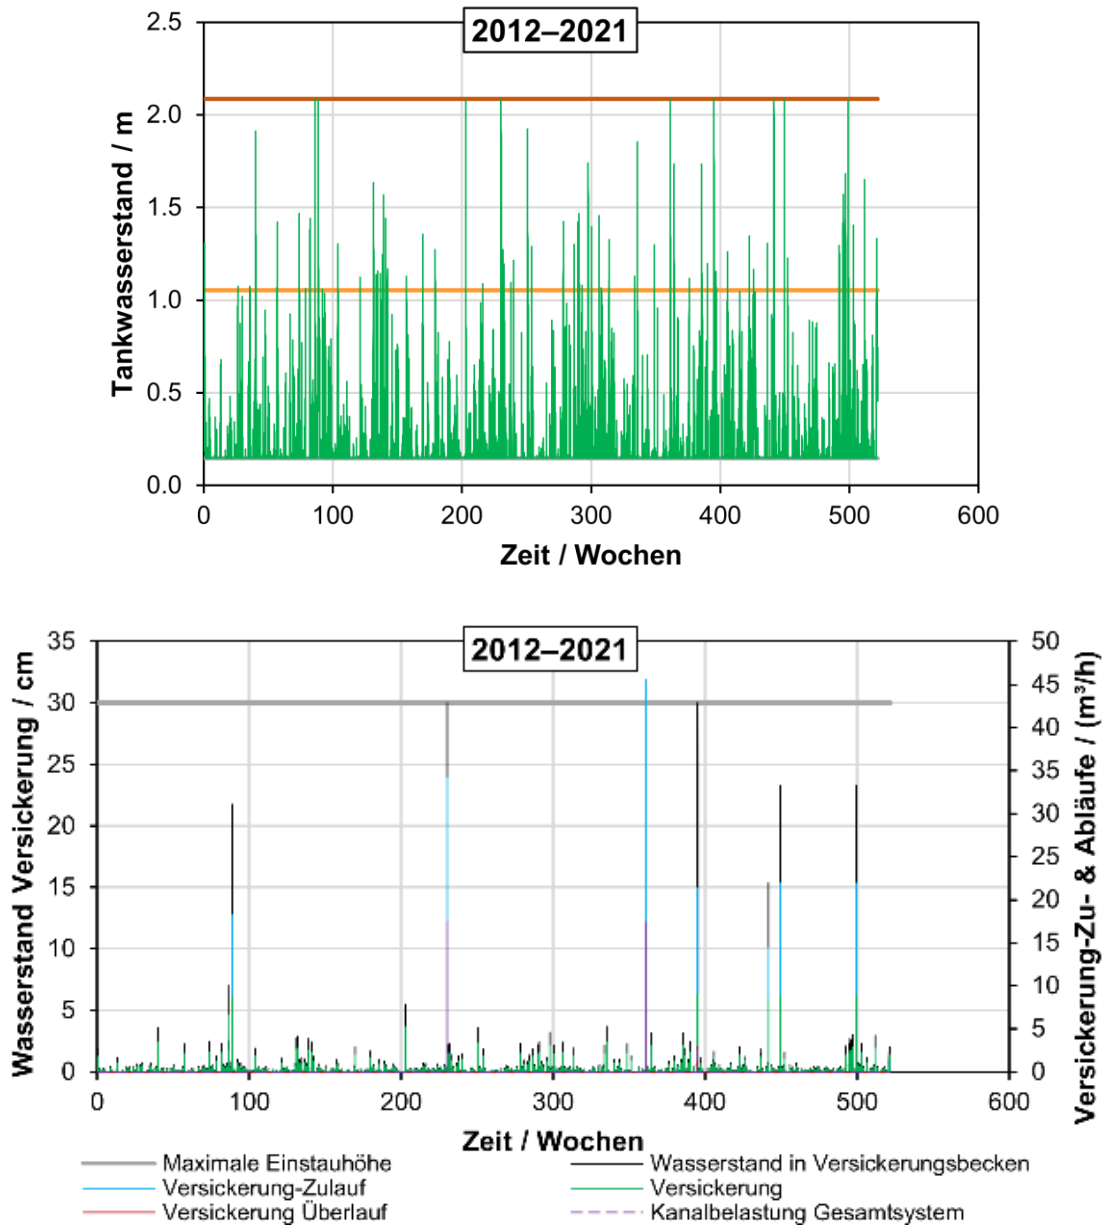 2012–2021
Tankwasserstand / m
2.5
2.0
1.5
1.0
0.5
0.0
0 100 200 300 400 500 600
Zeit / Wochen
2012–2021
Wasserstand Versickerung / cm
35
30
25
20
15
10
5
0
50
45
40
35
30
25
20
15
10
5
0
Versickerung-Zu- & Abläufe / (m³/h)
0 100 200 300 400 500 600
Zeit / Wochen
Maximale Einstauhöhe Wasserstand in Versickerungsbecken
Versickerung-Zulauf Versickerung
Versickerung Überlauf Kanalbelastung Gesamtsystem